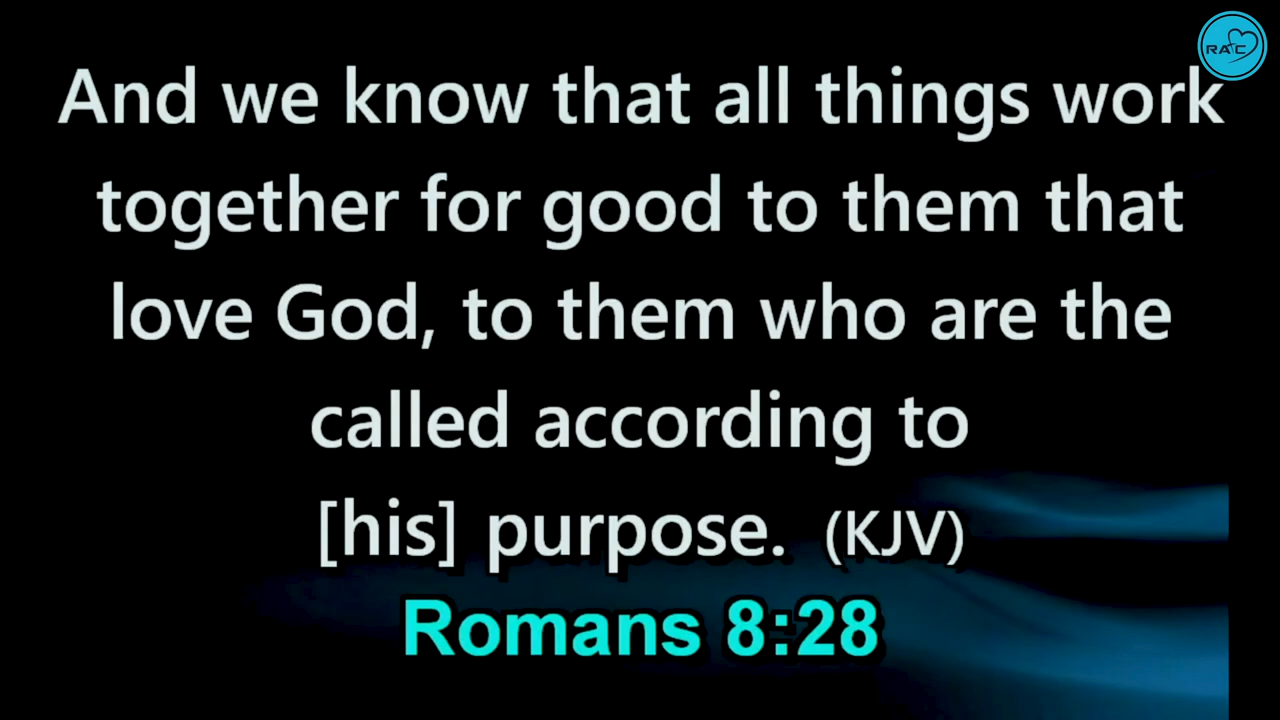 RAFC
And we know that all things work
together for good to them that
love God, to them who are the
called according to
[his] purpose. (KJV)
Romans 8:28